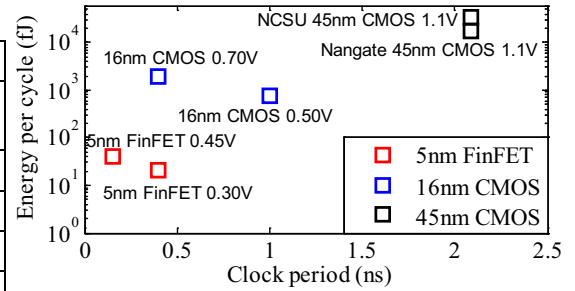 NCSU 45nm CMOS 1.1V
Nangate 45nm CMOS 1.1V
16nm CMOS 0.70V
16nm CMOS 0.50V
5nm FinFET 0.45V
5nm FinFET 0.30V
Energy per cycle (fJ)
10^4
10^3
10^2
10^1
10^0
5nm FinFET
16nm CMOS
45nm CMOS
0 0.5 1 1.5 2 2.5
Clock period (ns)